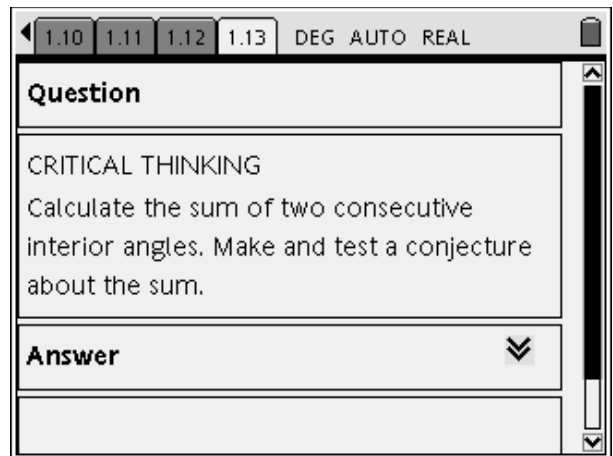 1.10 1.11 1.12 1.13 DEG AUTO REAL
Question
CRITICAL THINKING
Calculate the sum of two consecutive
interior angles. Make and test a conjecture
about the sum.
Answer